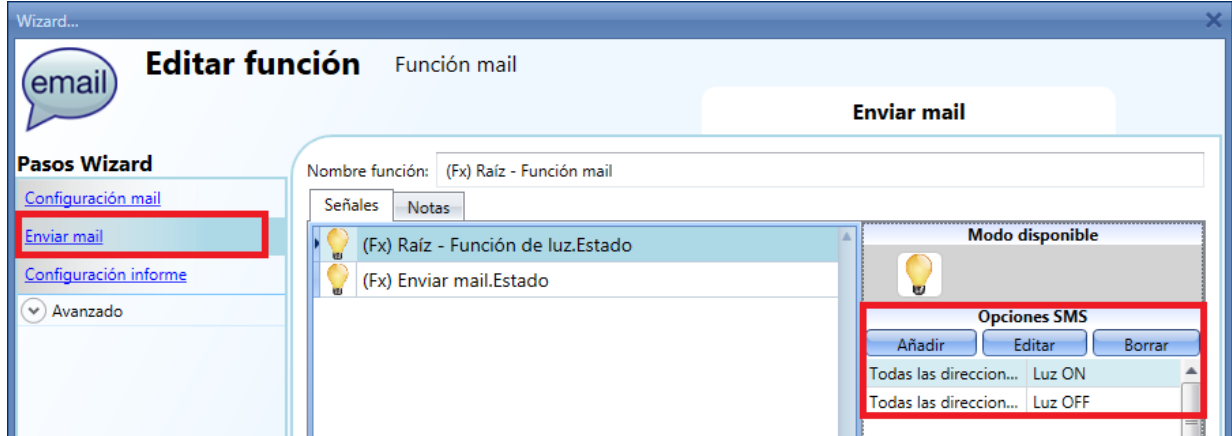 Wizard...
email
Editar función Función mail
Enviar mail
Pasos Wizard
Configuración mail
Enviar mail
Configuración informe
Avanzado
Nombre función: (Fx) Raíz - Función mail
Señales Notas
(Fx) Raíz - Función de luz.Estado
(Fx) Enviar mail.Estado
Modo disponible
Opciones SMS
Añadir Editar Borrar
Todas las direccion... Luz ON
Todas las direccion... Luz OFF